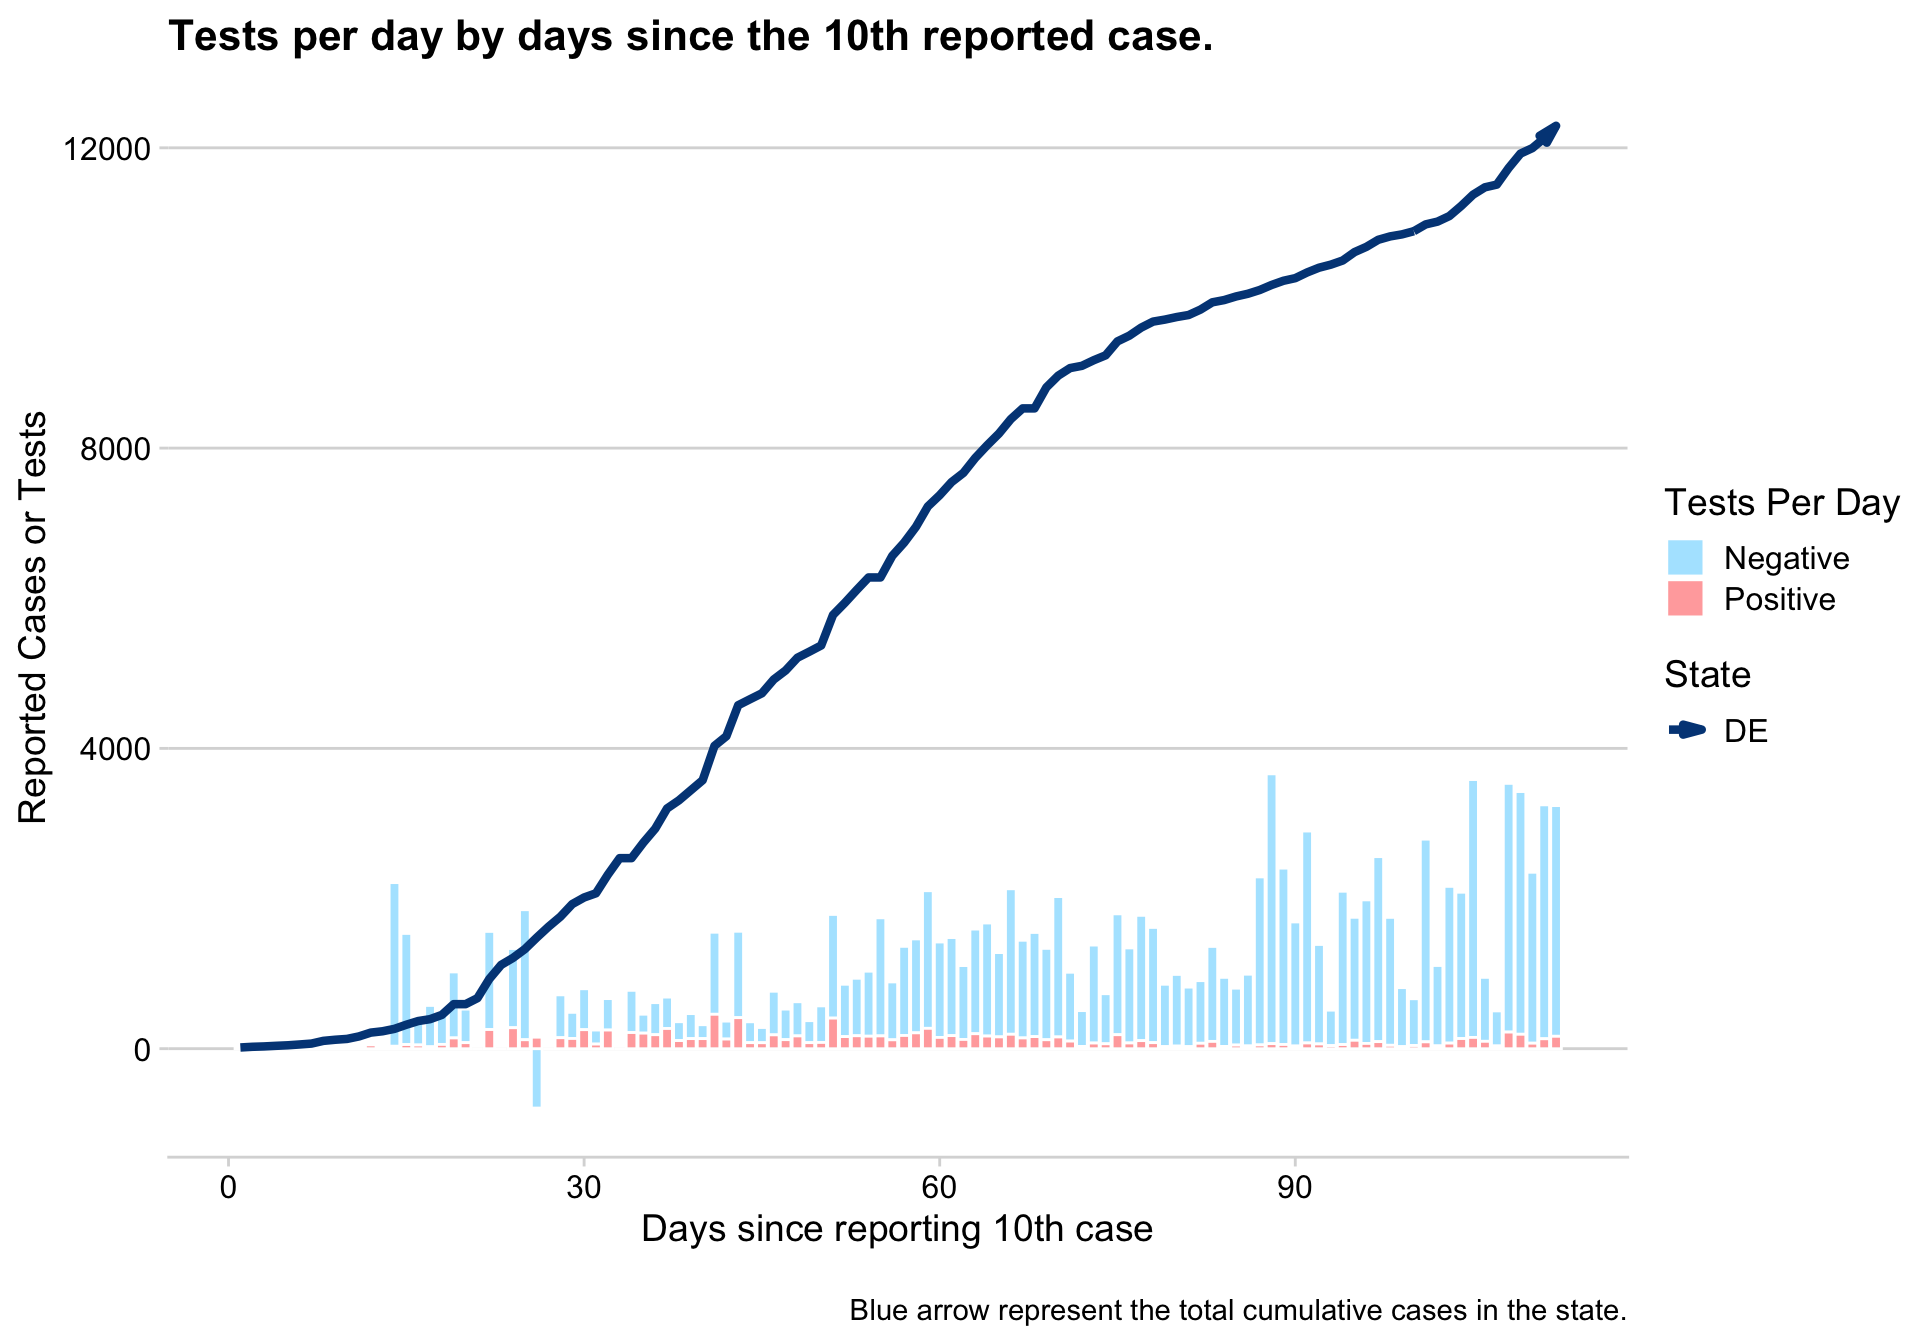 Tests per day by days since the 10th reported case.
12000
8000
4000
0
Reported Cases or Tests
0 30 60 90
Days since reporting 10th case
Tests Per Day
Negative
Positive
State
DE
Blue arrow represent the total cumulative cases in the state.